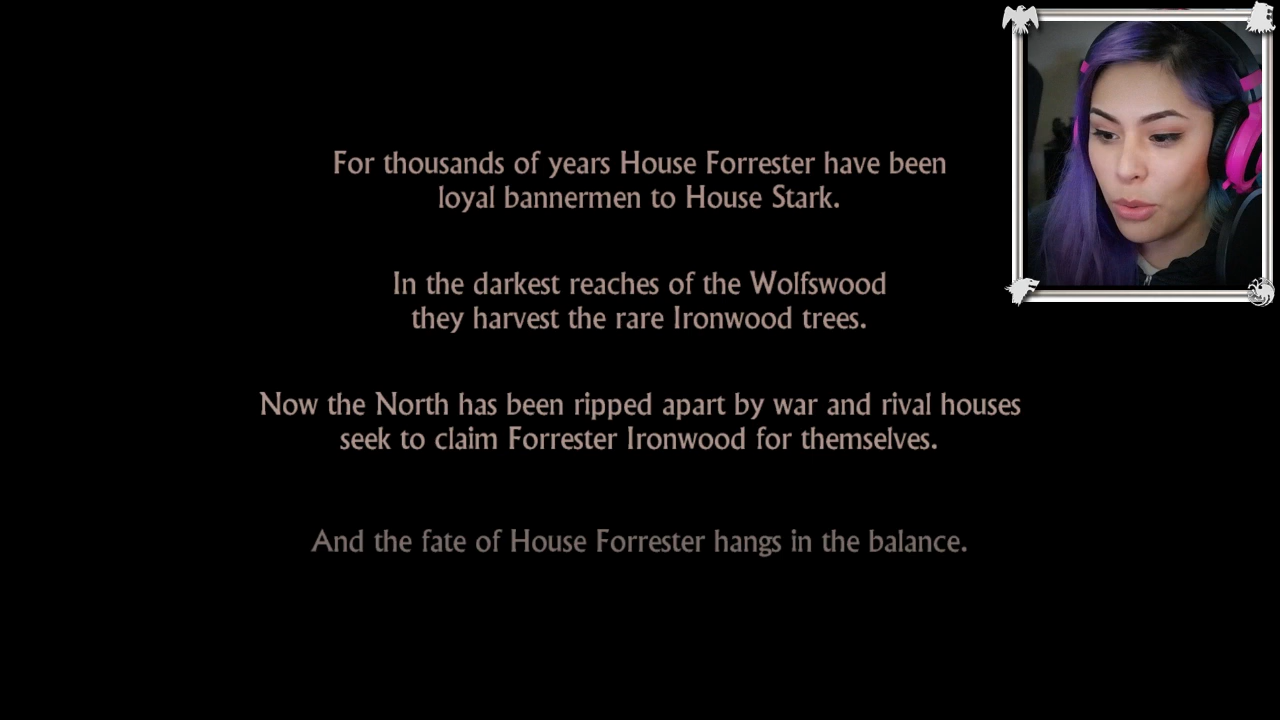 For thousands of years House Forrester have been
loyal bannermen to House Stark.
In the darkest reaches of the Wolfswood
they harvest the rare Ironwood trees.
Now the North has been ripped apart by war and rival houses
seek to claim Forrester Ironwood for themselves.
And the fate of House Forrester hangs in the balance.